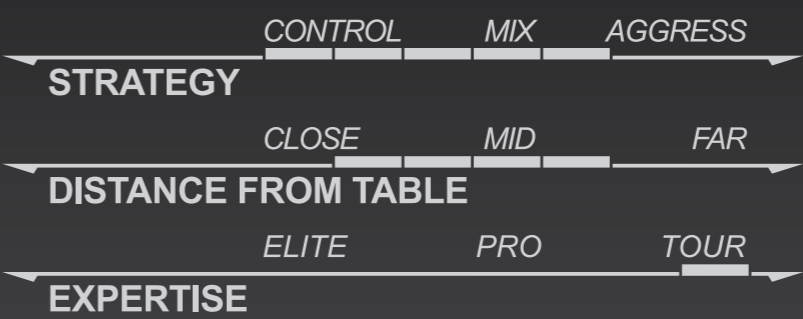 CONTROL MIX AGGRESS
STRATEGY
CLOSE MID FAR
DISTANCE FROM TABLE
ELITE PRO TOUR
EXPERTISE